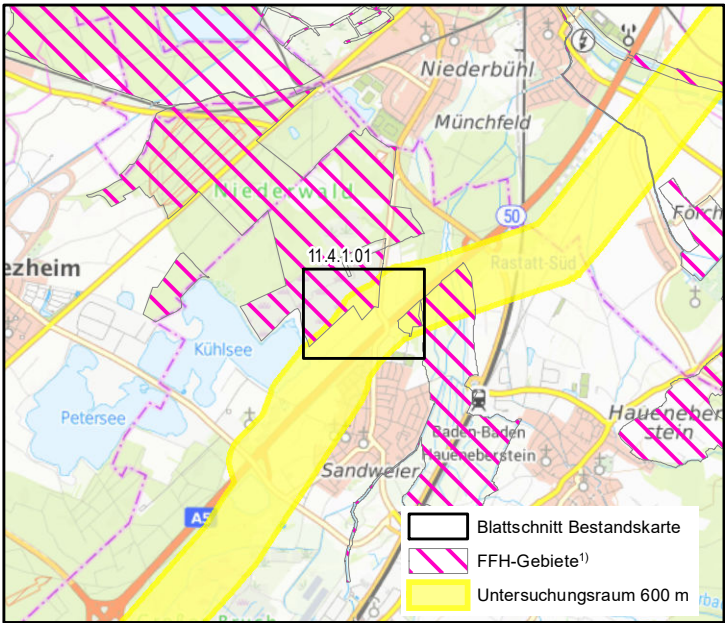 Niederbühl
Münchfeld
Niederwald
50
Förch
Rastatt-Süd
11.4.1.01
ezheim
Kühlsee
Petersee
Haueneber
stein
Baden-Baden
Haueneberstein
Sandweier
A5
Blattschnitt Bestandskarte
FFH-Gebiete1)
Untersuchungsraum 600 m